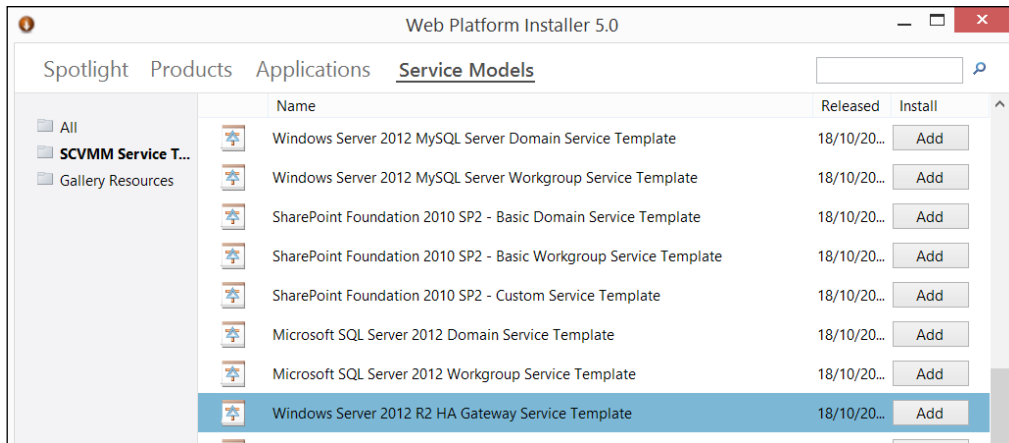 Web Platform Installer 5.0
Spotlight Products Applications Service Models
All
SCVMM Service T...
Gallery Resources
Name Released Install
Windows Server 2012 MySQL Server Domain Service Template 18/10/20... Add
Windows Server 2012 MySQL Server Workgroup Service Template 18/10/20... Add
SharePoint Foundation 2010 SP2 - Basic Domain Service Template 18/10/20... Add
SharePoint Foundation 2010 SP2 - Basic Workgroup Service Template 18/10/20... Add
SharePoint Foundation 2010 SP2 - Custom Service Template 18/10/20... Add
Microsoft SQL Server 2012 Domain Service Template 18/10/20... Add
Microsoft SQL Server 2012 Workgroup Service Template 18/10/20... Add
Windows Server 2012 R2 HA Gateway Service Template 18/10/20... Add